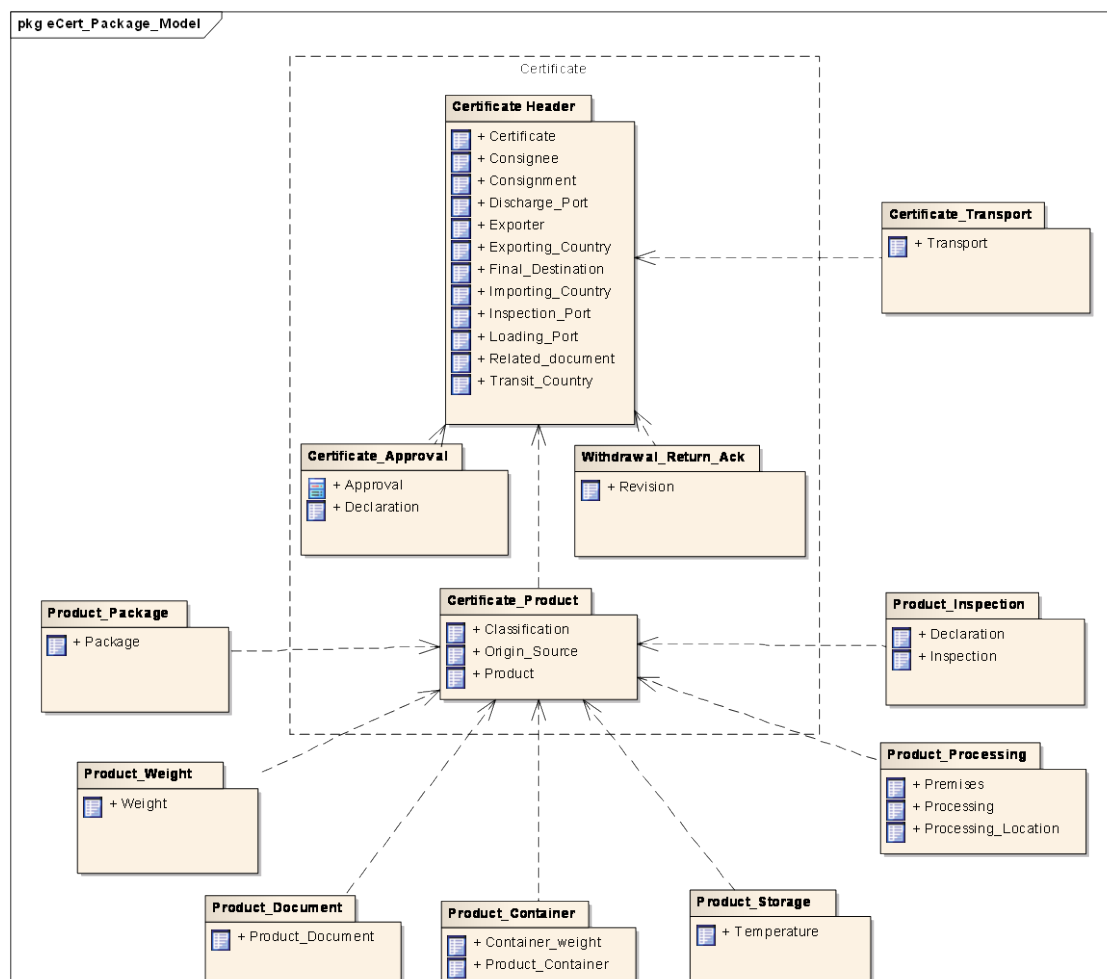 pkg eCert_Package_Model
Certificate
Certificate Header
+ Certificate
+ Consignee
+ Consignment
+ Discharge_Port
+ Exporter
+ Exporting_Country
+ Final_Destination
+ Importing_Country
+ Inspection_Port
+ Loading_Port
+ Related_document
+ Transit_Country
Certificate_Transport
+ Transport
Certificate_Approval
+ Approval
+ Declaration
Withdrawal_Return_Ack
+ Revision
Product_Package
+ Package
Certificate_Product
+ Classification
+ Origin_Source
+ Product
Product_Inspection
+ Declaration
+ Inspection
Product_Weight
+ Weight
Product_Processing
+ Premises
+ Processing
+ Processing_Location
Product_Document
+ Product_Document
Product_Container
+ Container_weight
+ Product_Container
Product_Storage
+ Temperature